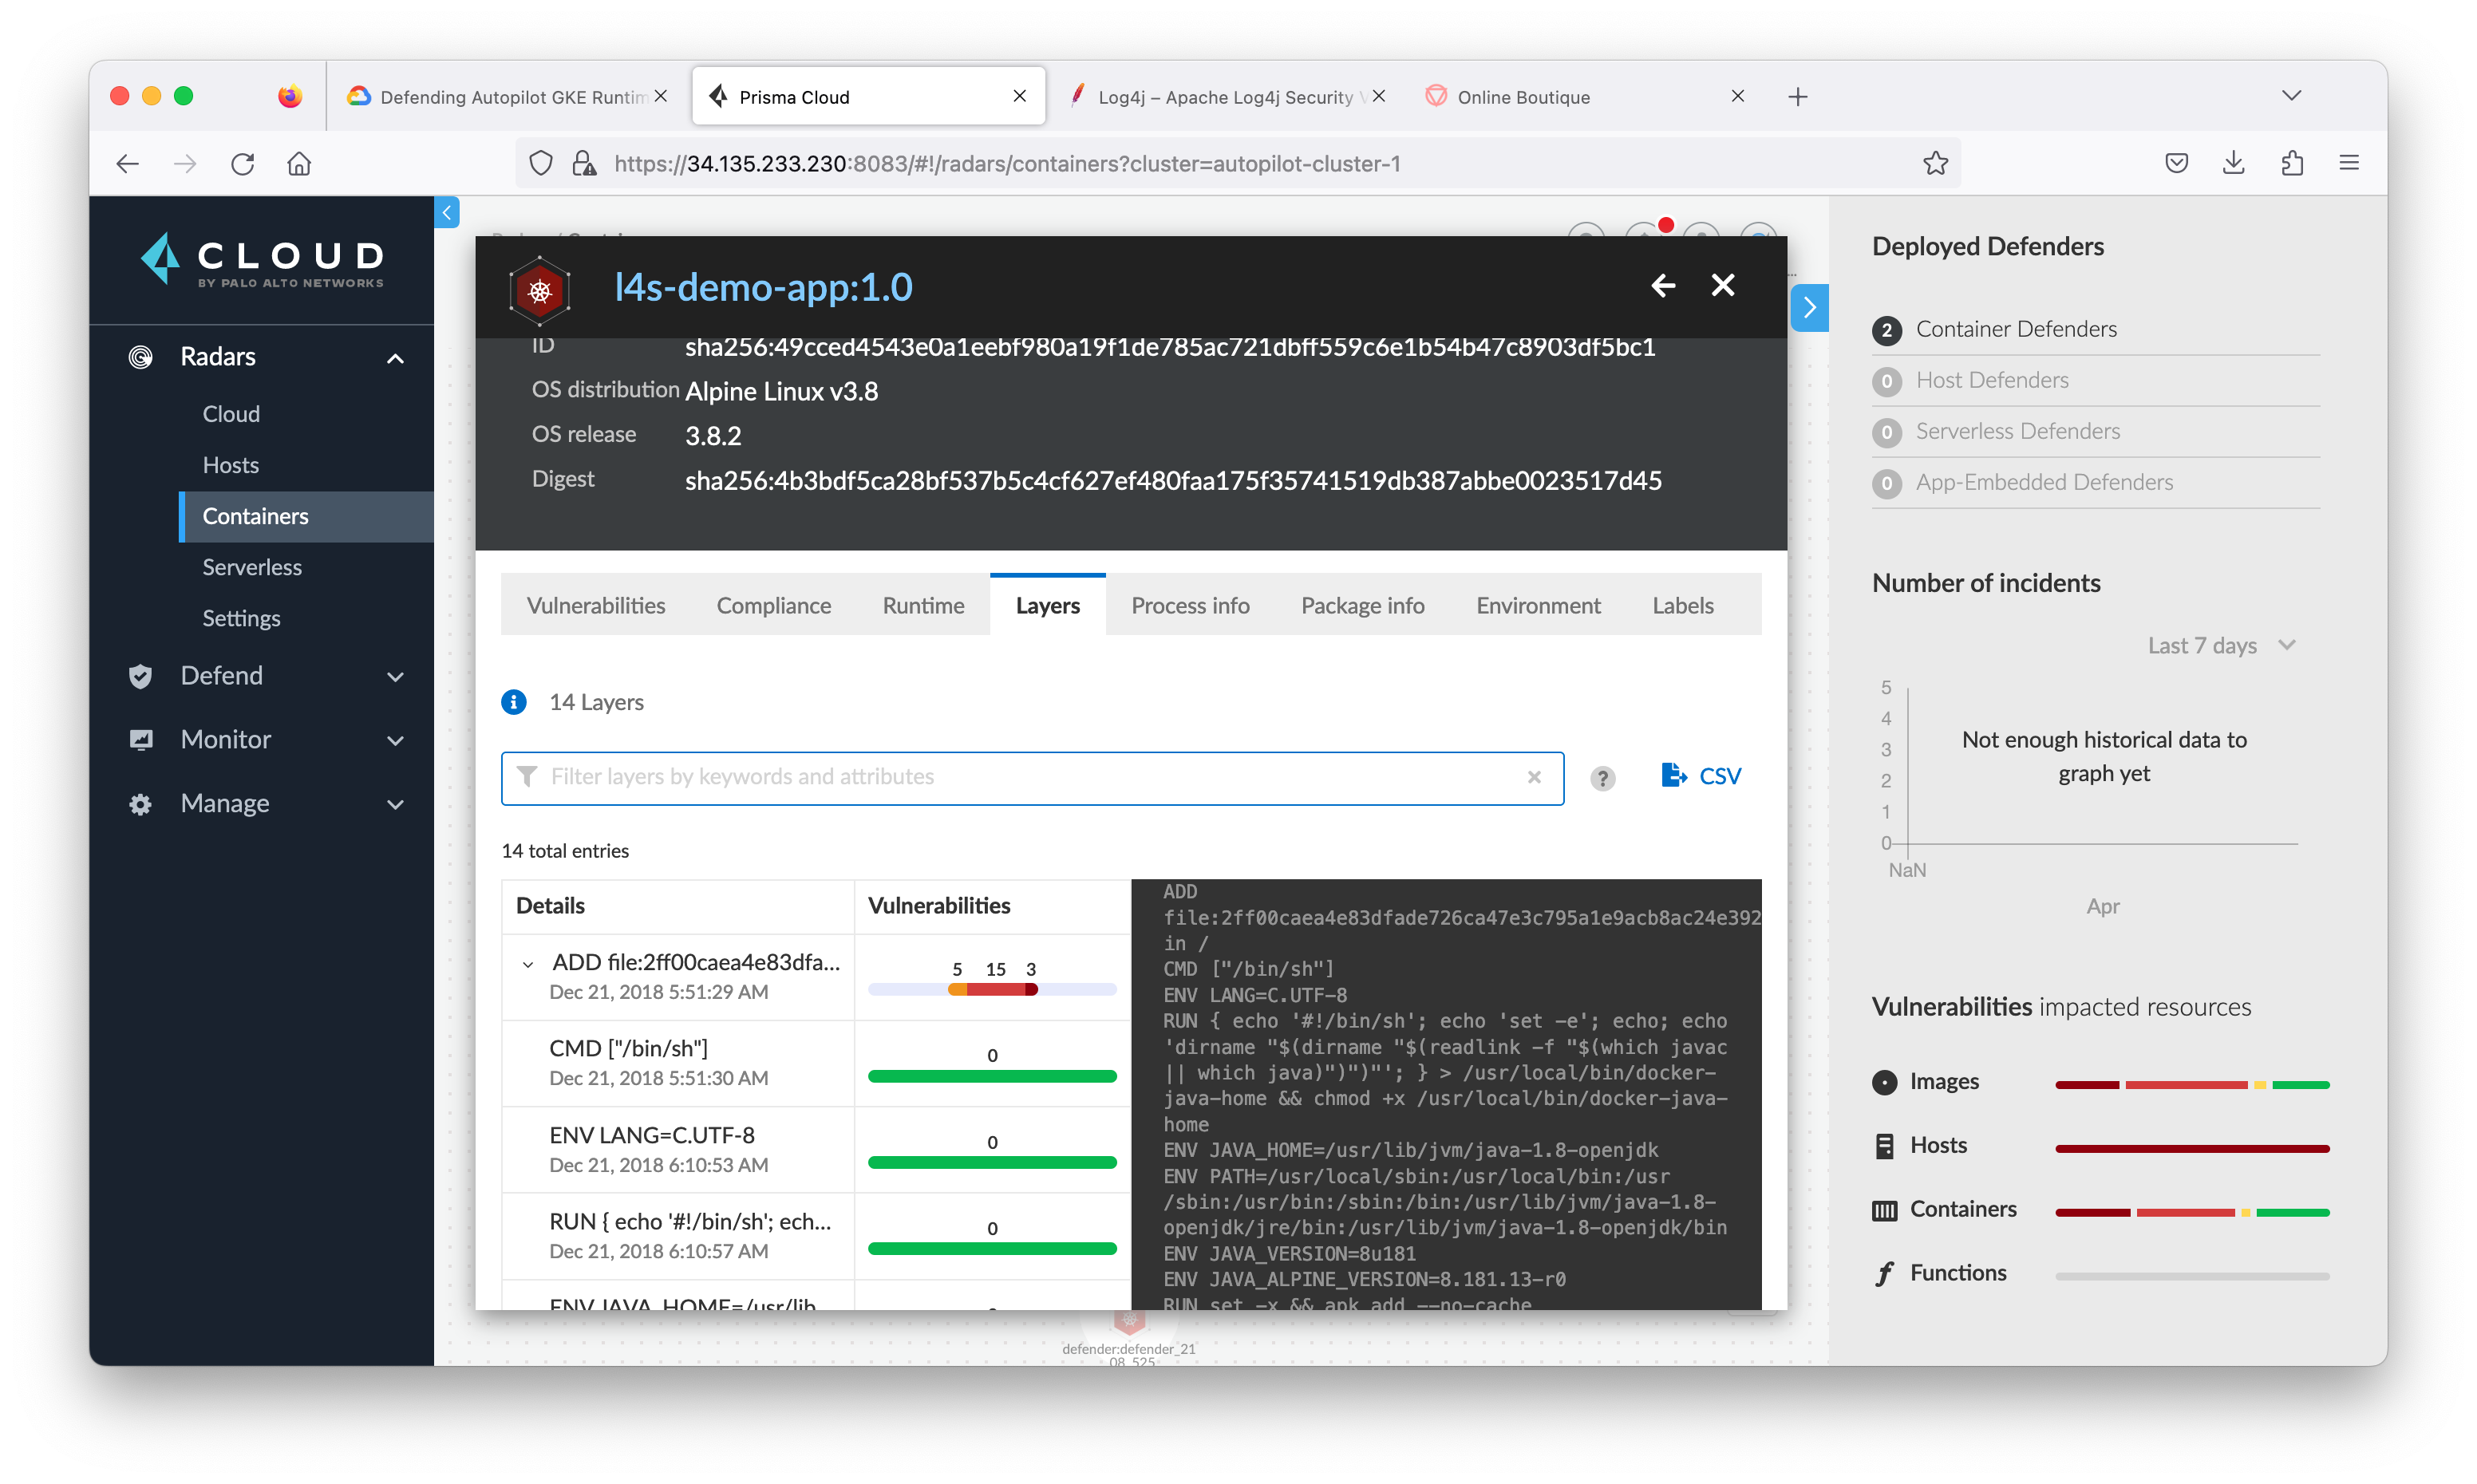 Defending Autopilot GKE Runtim
Prisma Cloud
Log4j – Apache Log4j Security V
Online Boutique
https://34.135.233.230:8083/#!/radars/containers?cluster=autopilot-cluster-1
CLOUD
BY PALO ALTO NETWORKS
Radars
Cloud
Hosts
Containers
Serverless
Settings
Defend
Monitor
Manage
l4s-demo-app:1.0
ID sha256:49cced4543e0a1eebf980a19f1de785ac721dbff559c6e1b54b47c8903df5bc1
OS distribution Alpine Linux v3.8
OS release 3.8.2
Digest sha256:4b3bdf5ca28bf537b5c4cf627ef480faa175f35741519db387abbe0023517d45
Vulnerabilities Compliance Runtime Layers Process info Package info Environment Labels
14 Layers
Filter layers by keywords and attributes
CSV
14 total entries
Details Vulnerabilities
ADD file:2ff00caea4e83dfa...
Dec 21, 2018 5:51:29 AM
5 15 3
CMD ["/bin/sh"]
Dec 21, 2018 5:51:30 AM
0
ENV LANG=C.UTF-8
Dec 21, 2018 6:10:53 AM
0
RUN { echo '#!/bin/sh'; ech...
Dec 21, 2018 6:10:57 AM
0
ENV JAVA_HOME=/usr/lib
ADD
file:2ff00caea4e83dfade726ca47e3c795a1e9acb8ac24e392
in /
CMD ["/bin/sh"]
ENV LANG=C.UTF-8
RUN { echo '#!/bin/sh'; echo 'set -e'; echo; echo
'dirname "$(dirname "$(readlink -f "$(which javac
|| which java)")")"'; } > /usr/local/bin/docker-
java-home && chmod +x /usr/local/bin/docker-java-
home
ENV JAVA_HOME=/usr/lib/jvm/java-1.8-openjdk
ENV PATH=/usr/local/sbin:/usr/local/bin:/usr
/sbin:/usr/bin:/sbin:/bin:/usr/lib/jvm/java-1.8-
openjdk/jre/bin:/usr/lib/jvm/java-1.8-openjdk/bin
ENV JAVA_VERSION=8u181
ENV JAVA_ALPINE_VERSION=8.181.13-r0
RUN set -x && apk add --no-cache
defender:defender_21
08_525
Deployed Defenders
2 Container Defenders
0 Host Defenders
0 Serverless Defenders
0 App-Embedded Defenders
Number of incidents
Last 7 days
5
4
3
2
1
0
Not enough historical data to
graph yet
NaN
Apr
Vulnerabilities impacted resources
Images
Hosts
Containers
Functions